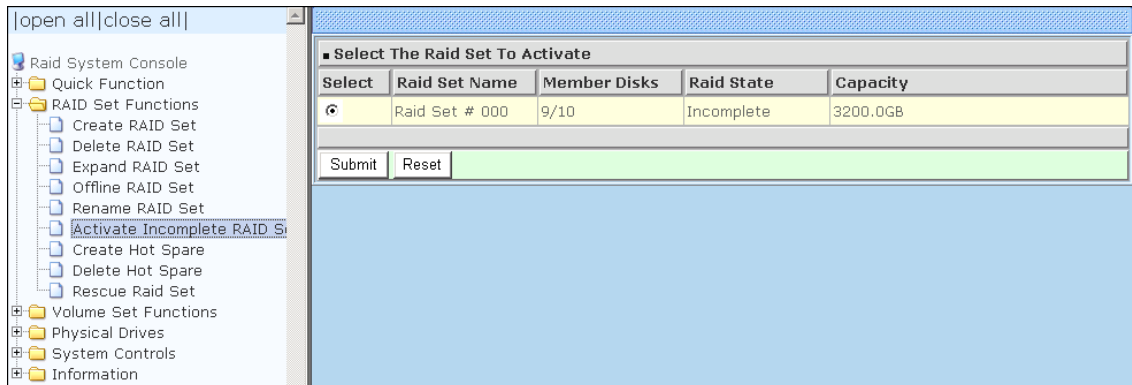 |open all|close all|
Raid System Console
Quick Function
RAID Set Functions
Create RAID Set
Delete RAID Set
Expand RAID Set
Offline RAID Set
Rename RAID Set
Activate Incomplete RAID
Create Hot Spare
Delete Hot Spare
Rescue Raid Set
Volume Set Functions
Physical Drives
System Controls
Information
Select The Raid Set To Activate
Select Raid Set Name Member Disks Raid State Capacity
Raid Set # 000 9/10 Incomplete 3200.0GB
Submit Reset